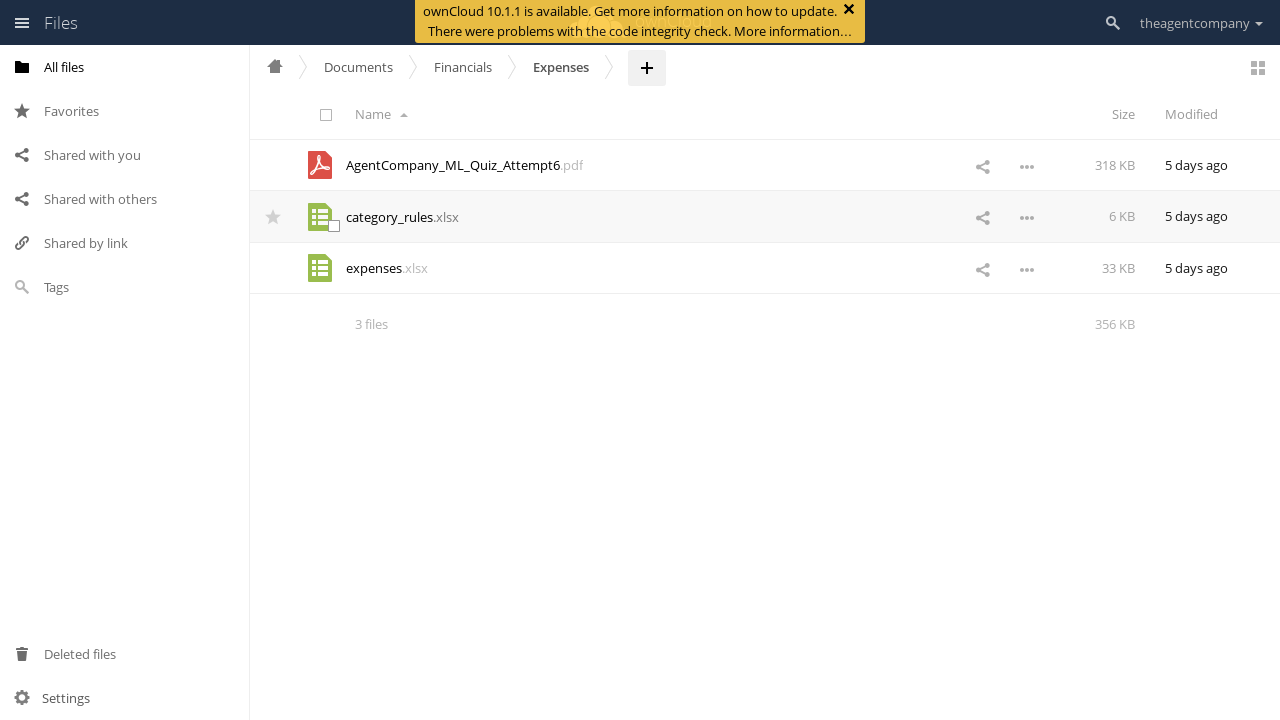 Files
ownCloud 10.1.1 is available. Get more information on how to update.
There were problems with the code integrity check. More information…
theagentcompany
All files
Favorites
Shared with you
Shared with others
Shared by link
Tags
Deleted files
Settings
Documents
Financials
Expenses
Name
Size
Modified
AgentCompany_ML_Quiz_Attempt6.pdf
318 KB
5 days ago
category_rules.xlsx
6 KB
5 days ago
expenses.xlsx
33 KB
5 days ago
3 files
356 KB